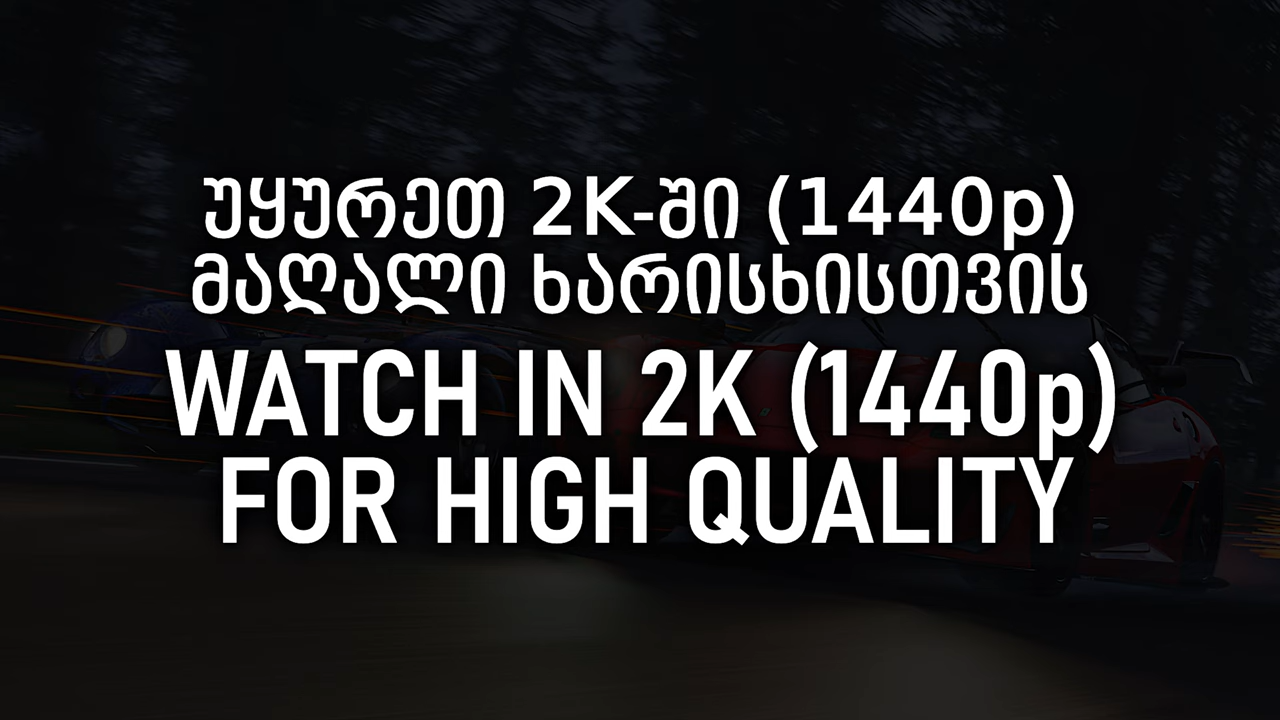 უყურეთ 2K-ში (1440p)
მაღალი ხარისხისთვის
WATCH IN 2K (1440p)
FOR HIGH QUALITY